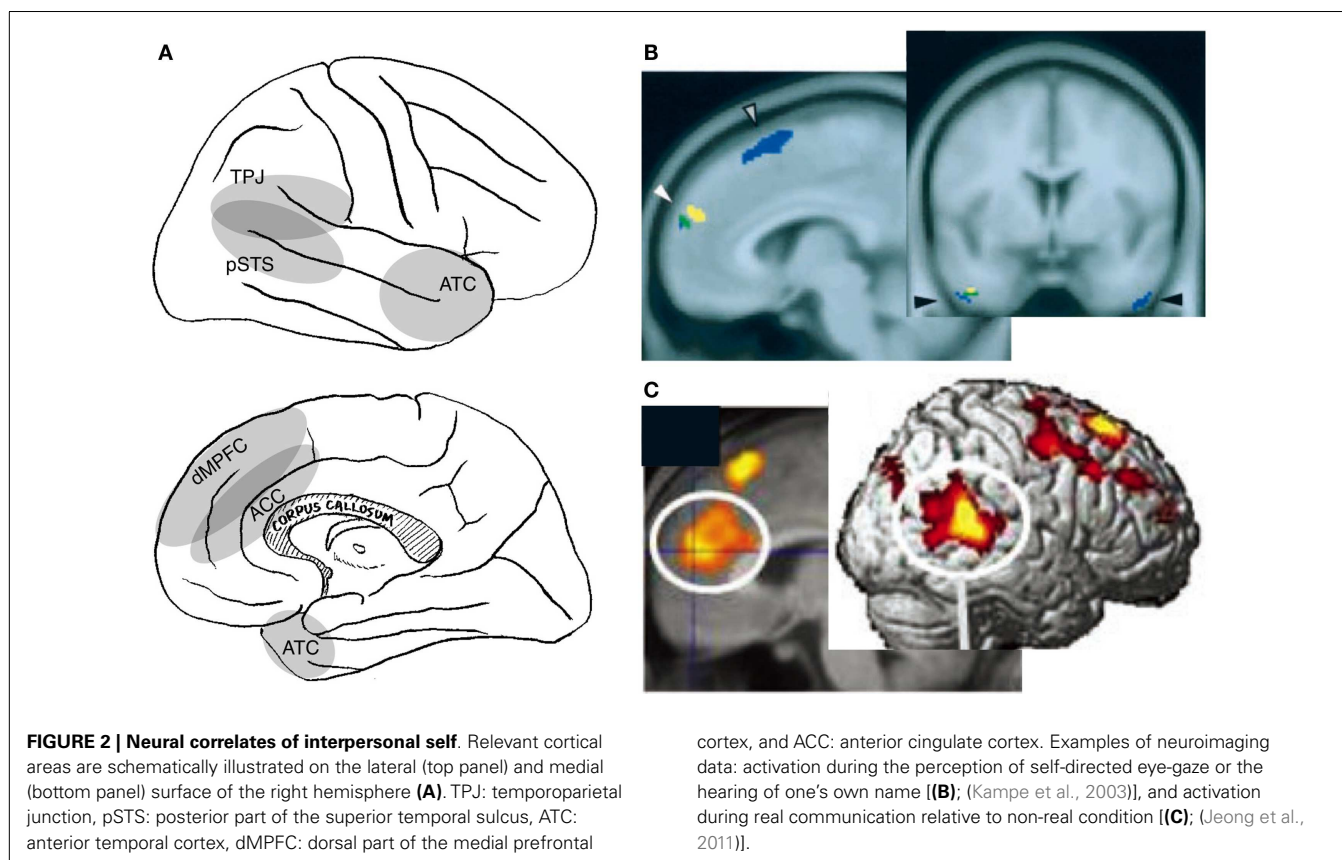 A
TPJ
pSTS
ATC
dMPFC
ACC
CORPUS CALLOSUM
ATC
B
C
FIGURE 2 | Neural correlates of interpersonal self. Relevant cortical
areas are schematically illustrated on the lateral (top panel) and medial
(bottom panel) surface of the right hemisphere (A). TPJ: temporoparietal
junction, pSTS: posterior part of the superior temporal sulcus, ATC:
anterior temporal cortex, dMPFC: dorsal part of the medial prefrontal
cortex, and ACC: anterior cingulate cortex. Examples of neuroimaging
data: activation during the perception of self-directed eye-gaze or the
hearing of one's own name [(B); (Kampe et al., 2003)], and activation
during real communication relative to non-real condition [(C); (Jeong et al.,
2011)].